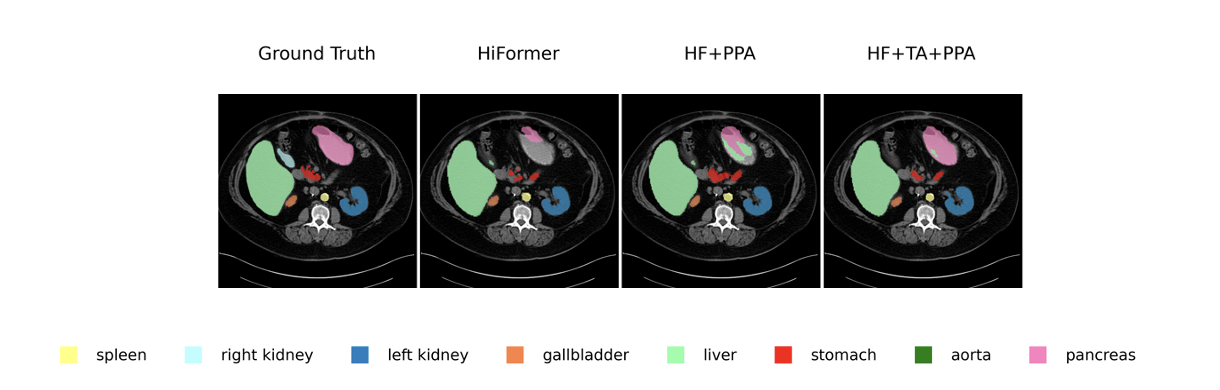 Ground Truth HiFormer HF+PPA HF+TA+PPA
spleen right kidney left kidney gallbladder liver stomach aorta pancreas